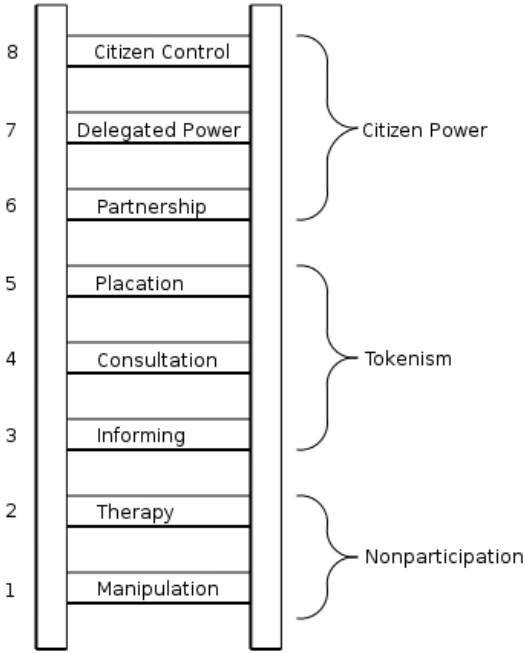 8 Citizen Control
7 Delegated Power Citizen Power
6 Partnership
5 Placation
4 Consultation Tokenism
3 Informing
2 Therapy
Nonparticipation
1 Manipulation